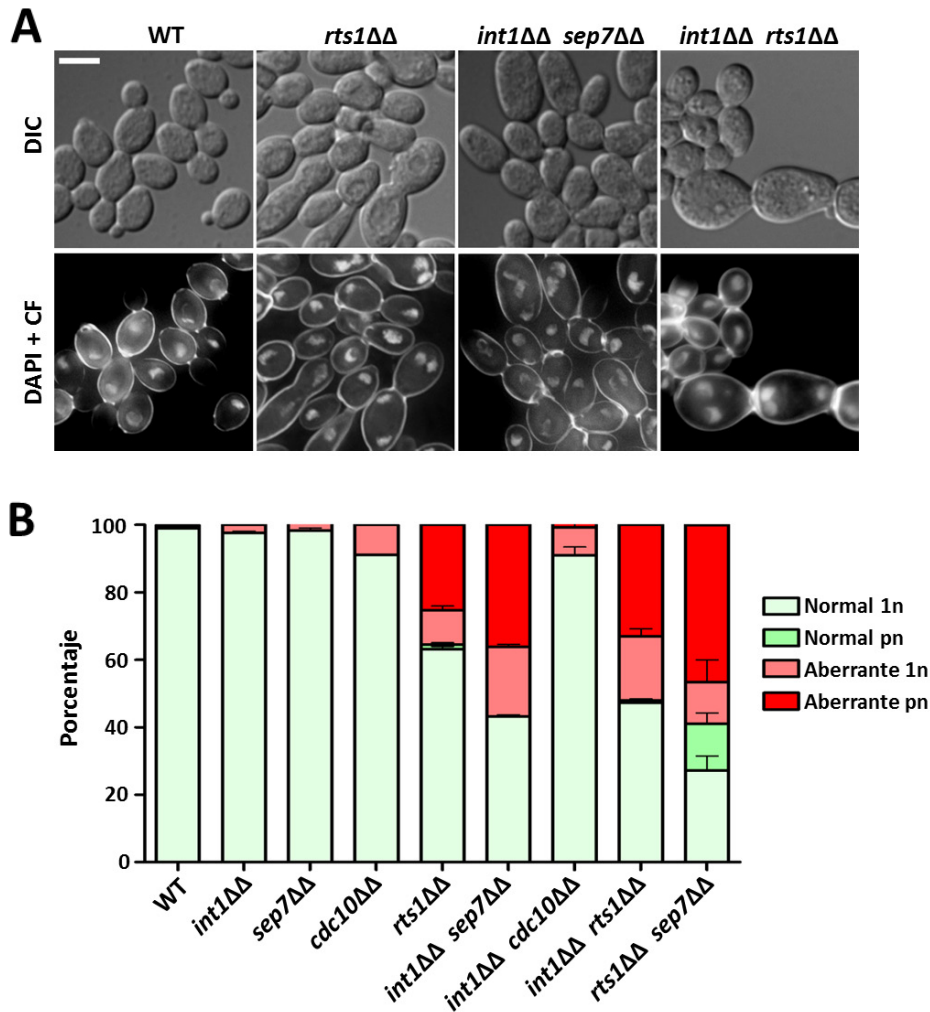 A
WT
rts1ΔΔ
int1ΔΔ sep7ΔΔ
int1ΔΔ rts1ΔΔ
DIC
DAPI + CF
B
Porcentaje
100
80
60
40
20
0
WT
int1ΔΔ
sep7ΔΔ
cdc10ΔΔ
rts1ΔΔ
int1ΔΔ sep7ΔΔ
int1ΔΔ cdc10ΔΔ
int1ΔΔ rts1ΔΔ
rts1ΔΔ sep7ΔΔ
Normal 1n
Normal pn
Aberrante 1n
Aberrante pn